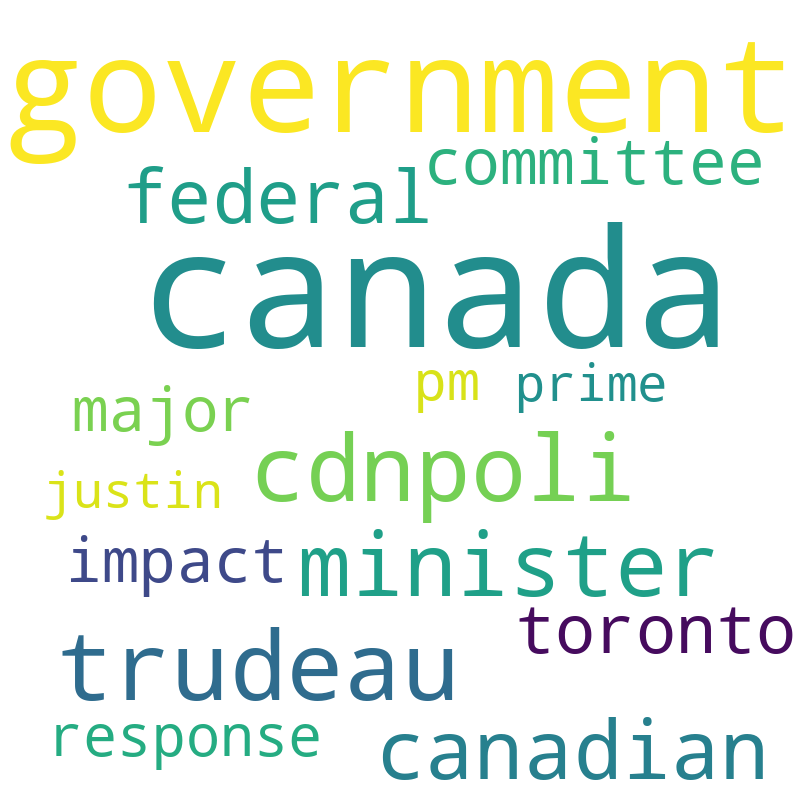 government
committee
federal
canada
pm prime
major
cdnpoli
justin
minister
impact
toronto
trudeau
response
canadian